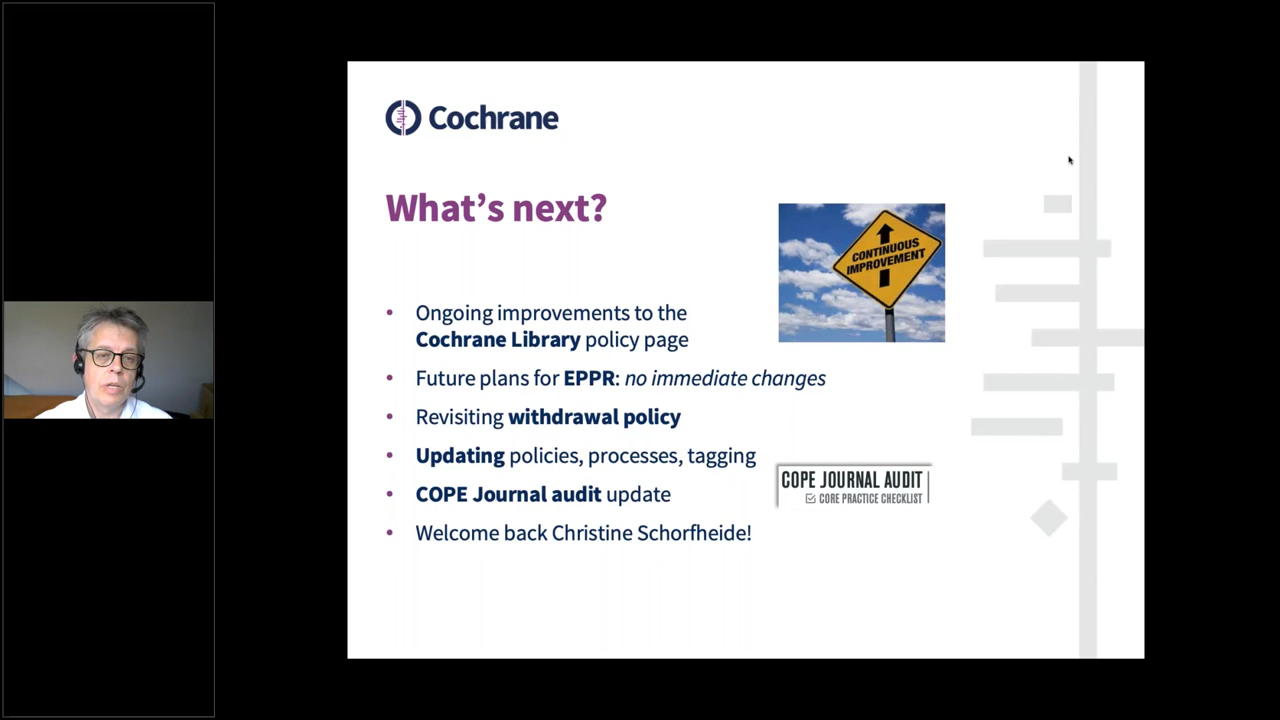 Cochrane
What's next?
CONTINUOUS
IMPROVEMENT
• Ongoing improvements to the
Cochrane Library policy page
• Future plans for EPPR: no immediate changes
• Revisiting withdrawal policy
• Updating policies, processes, tagging
• COPE Journal audit update
• Welcome back Christine Schorfheide!
COPE JOURNAL AUDIT
CORE PRACTICE CHECKLIST